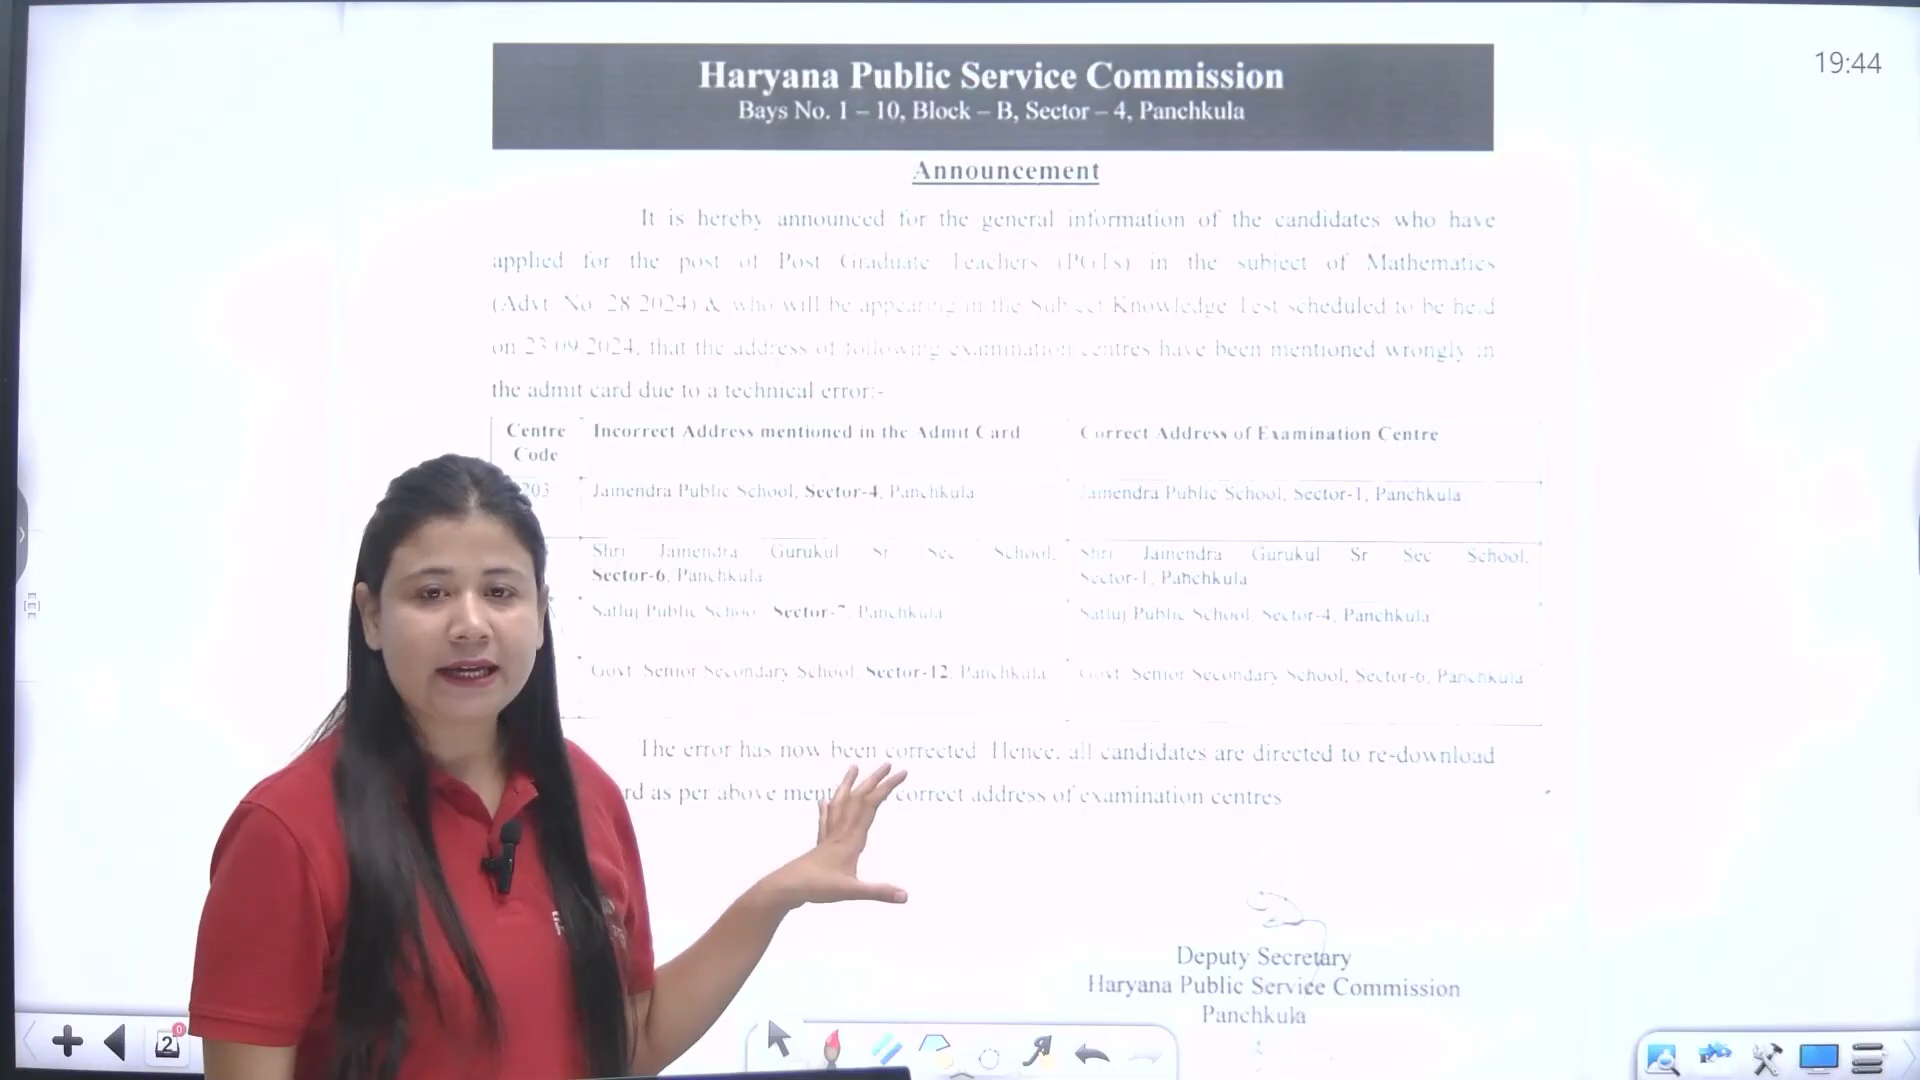 19:44
Haryana Public Service Commission
Bays No. 1 – 10, Block – B, Sector – 4, Panchkula
Announcement
It is hereby announced for the general information of the candidates who have
applied for the post of Post Graduate Teachers (PGTs) in the subject of Mathematics
(Advt. No. 28/2024) & who will be appearing in the Subject Knowledge Test scheduled to be held
on 23.09.2024, that the address of following examination centres have been mentioned wrongly in
the admit card due to a technical error:-
Centre Code
Incorrect Address mentioned in the Admit Card
Correct Address of Examination Centre
203
Jainendra Public School, Sector-4, Panchkula
Jainendra Public School, Sector-1, Panchkula
Shri Jainendra Gurukul Sr Sec School,
Sector-6, Panchkula
Shri Jainendra Gurukul Sr Sec School,
Sector-1, Panchkula
Satluj Public School, Sector-7, Panchkula
Satluj Public School, Sector-4, Panchkula
Govt. Senior Secondary School, Sector-12, Panchkula
Govt. Senior Secondary School, Sector-6, Panchkula
The error has now been corrected. Hence, all candidates are directed to re-download
as per above correct address of examination centres
Deputy Secretary
Haryana Public Service Commission
Panchkula
2
0